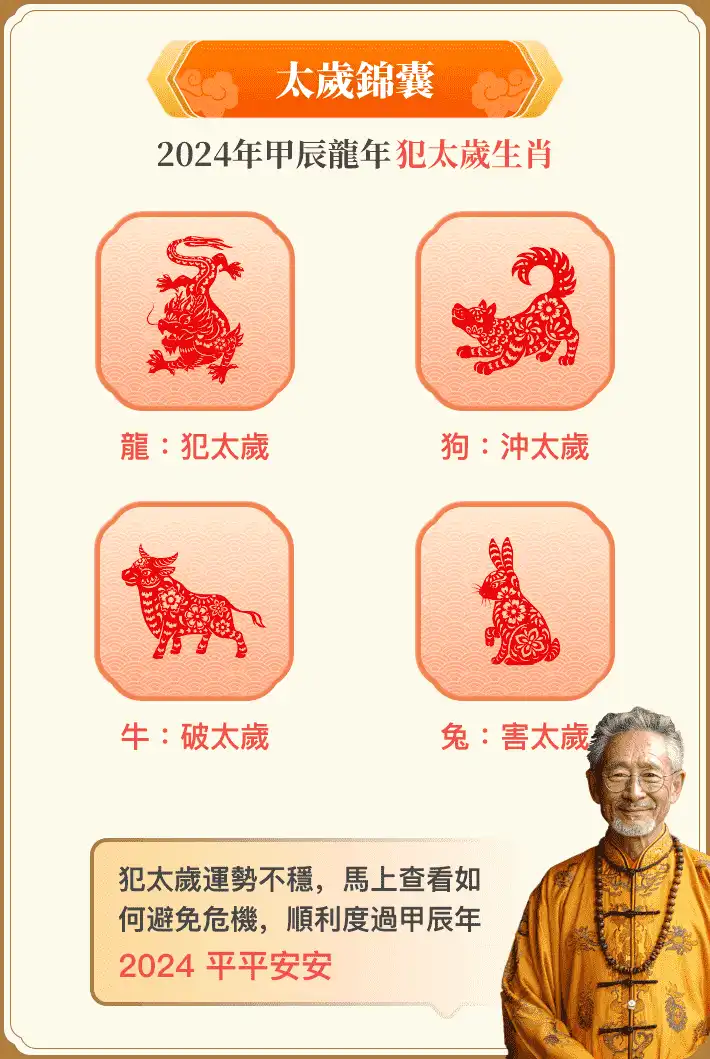 太歲錦囊
2024年甲辰龍年犯太歲生肖
龍：犯太歲
狗：沖太歲
牛：破太歲
兔：害太歲
犯太歲運勢不穩，馬上查看如
何避免危機，順利度過甲辰年
2024 平平安安